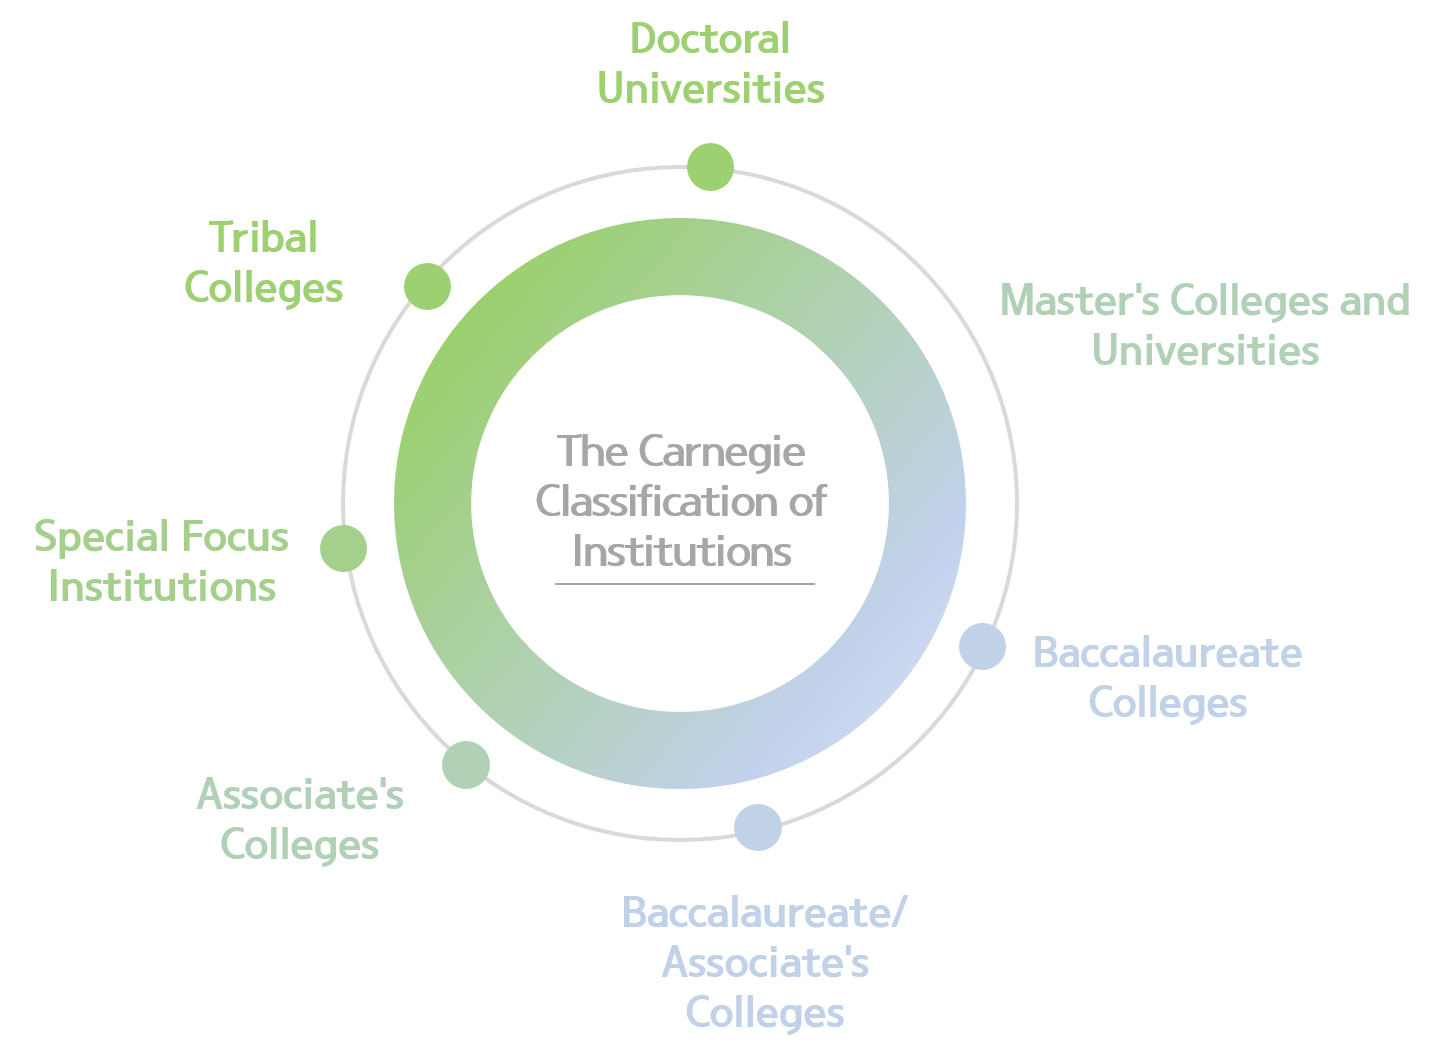 Doctoral
Universities
Tribal
Colleges
Master's Colleges and
Universities
The Carnegie
Classification of
Institutions
Special Focus
Institutions
Baccalaureate
Colleges
Associate's
Colleges
Baccalaureate/
Associate's
Colleges